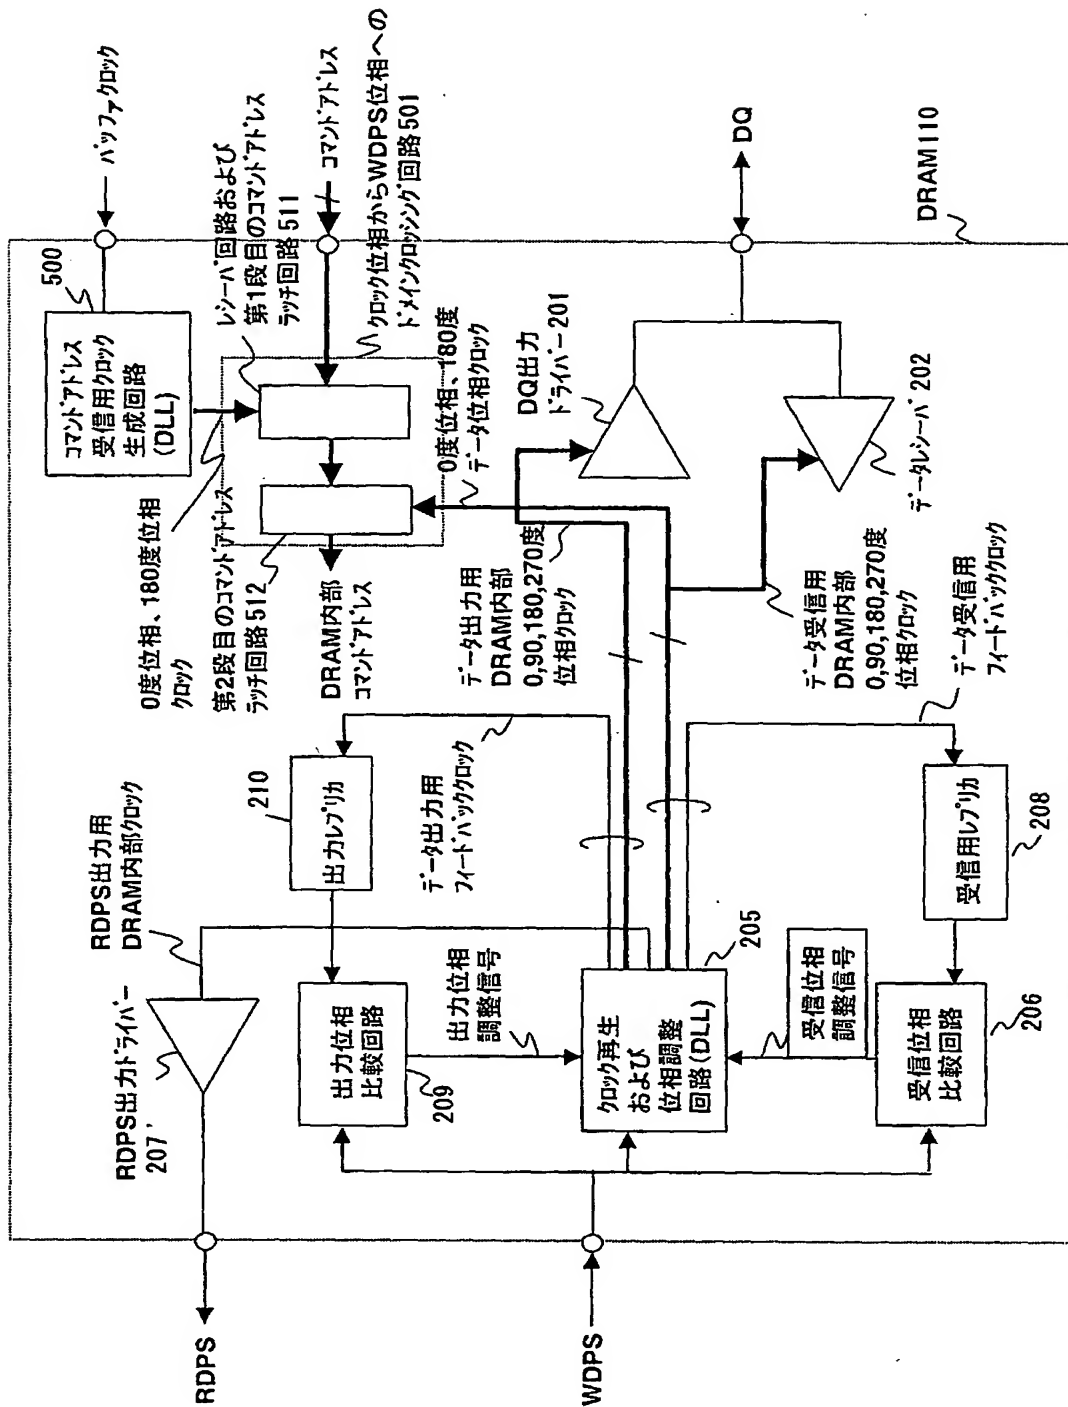 RDPS
RDPS出力ドライバー
207'
RDPS出力用
DRAM内部クロック
出力レプリカ
210
0度位相、180度位相
クロック
コマンドアドレス
受信用クロック
生成回路
(DLL)
500
バッファクロック
第2段目のコマンドアドレス
ラッチ回路512
レシーバ回路および
第1段目のコマンドアドレス
ラッチ回路511
コマンドアドレス
クロック位相からWDPS位相への
ドメインクロッシング回路501
DRAM内部
コマンドアドレス
0度位相、180度
データ位相クロック
出力位相
比較回路
209
出力位相
調整信号
データ出力用
フィードバッククロック
データ出力用
DRAM内部
0,90,180,270度
位相クロック
DQ出力
ドライバー201
DQ
WDPS
クロック再生
および
位相調整
回路(DLL)
205
データレシーバ202
DRAM110
受信位相
調整信号
データ受信用
DRAM内部
0,90,180,270度
位相クロック
データ受信用
フィードバッククロック
受信位相
比較回路
206
受信用レプリカ
208